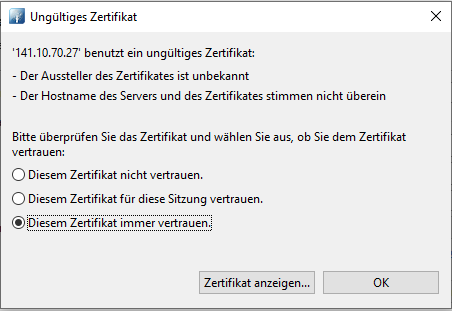 Ungültiges Zertifikat
'141.10.70.27' benutzt ein ungültiges Zertifikat:
- Der Aussteller des Zertifikates ist unbekannt
- Der Hostname des Servers und des Zertifikates stimmen nicht überein
Bitte überprüfen Sie das Zertifikat und wählen Sie aus, ob Sie dem Zertifikat
vertrauen:
Diesem Zertifikat nicht vertrauen.
Diesem Zertifikat für diese Sitzung vertrauen.
Diesem Zertifikat immer vertrauen.
Zertifikat anzeigen... OK